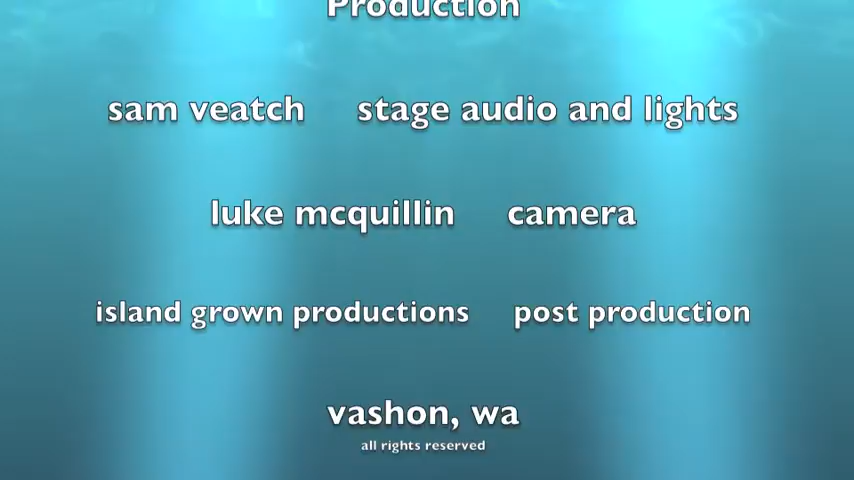 Production
sam veatch stage audio and lights
luke mcquillin camera
island grown productions post production
vashon, wa
all rights reserved